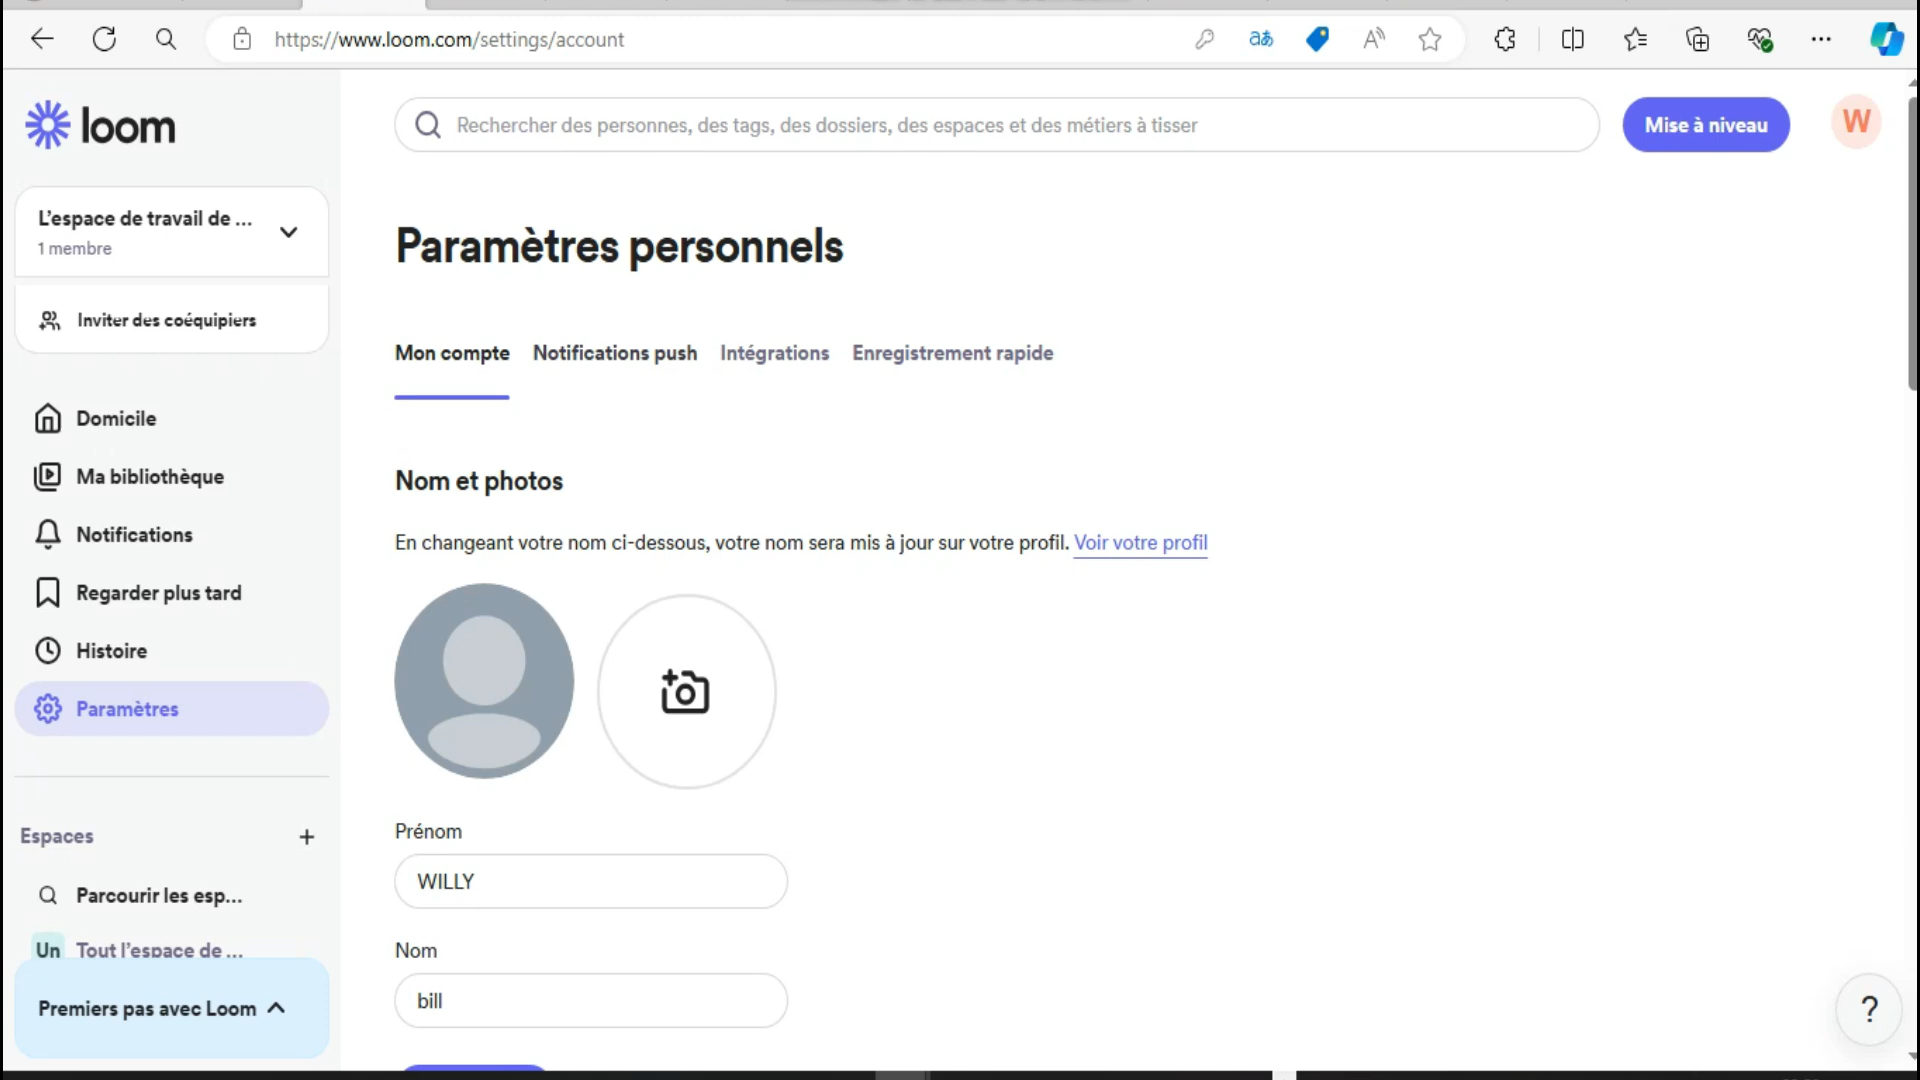 https://www.loom.com/settings/account
loom
Rechercher des personnes, des tags, des dossiers, des espaces et des métiers à tisser
Mise à niveau
W
L'espace de travail de ...
1 membre
Inviter des coéquipiers
Paramètres personnels
Mon compte
Notifications push
Intégrations
Enregistrement rapide
Domicile
Ma bibliothèque
Notifications
Regarder plus tard
Histoire
Paramètres
Nom et photos
En changeant votre nom ci-dessous, votre nom sera mis à jour sur votre profil. Voir votre profil
Espaces
Parcourir les esp...
Un Tout l'espace de ...
Premiers pas avec Loom
Prénom
WILLY
Nom
bill
?